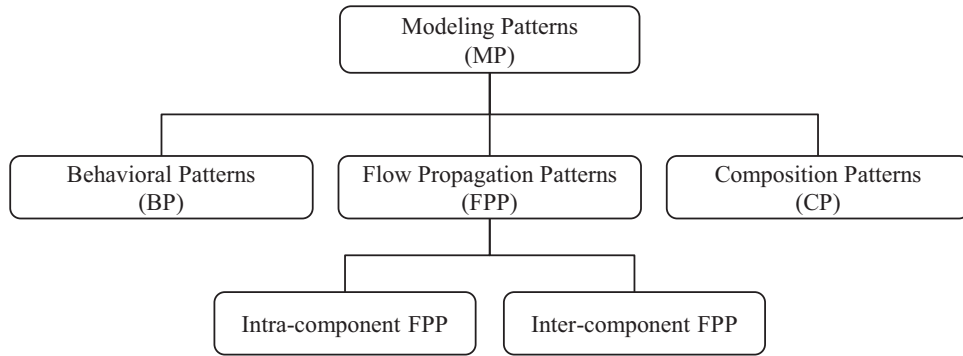 Modeling Patterns
(MP)
Behavioral Patterns
(BP)
Flow Propagation Patterns
(FPP)
Composition Patterns
(CP)
Intra-component FPP
Inter-component FPP